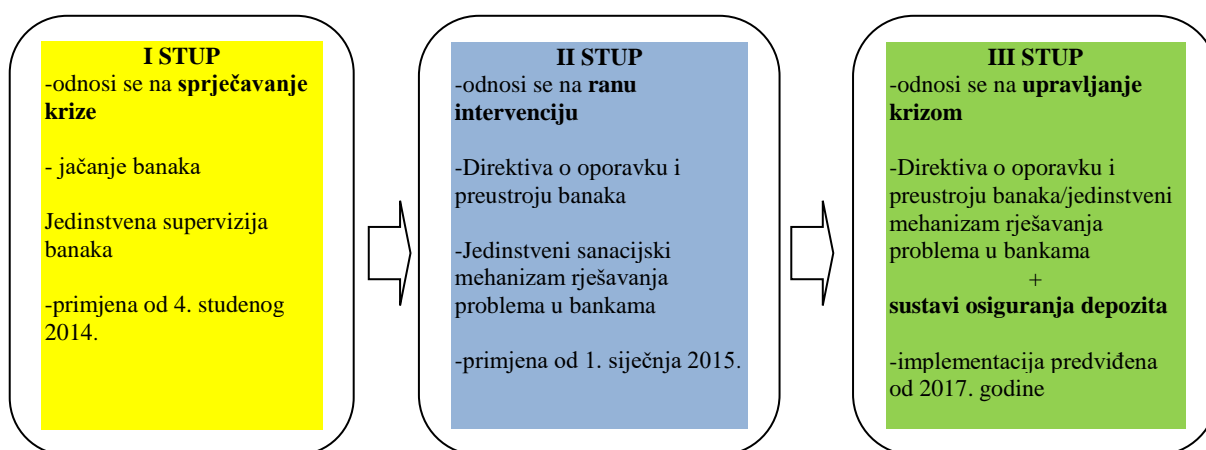 I STUP
-odnosi se na sprječavanje
krize
- jačanje banaka
Jedinstvena supervizija
banaka
-primjena od 4. studenog
2014.
II STUP
-odnosi se na ranu
intervenciju
-Direktiva o oporavku i
preustroju banaka
-Jedinstveni sanacijski
mehanizam rješavanja
problema u bankama
-primjena od 1. siječnja 2015.
III STUP
-odnosi se na upravljanje
krizom
-Direktiva o oporavku i
preustroju banaka/jedinstveni
mehanizam rješavanja
problema u bankama
+
sustavi osiguranja depozita
-implementacija predviđena
od 2017. godine